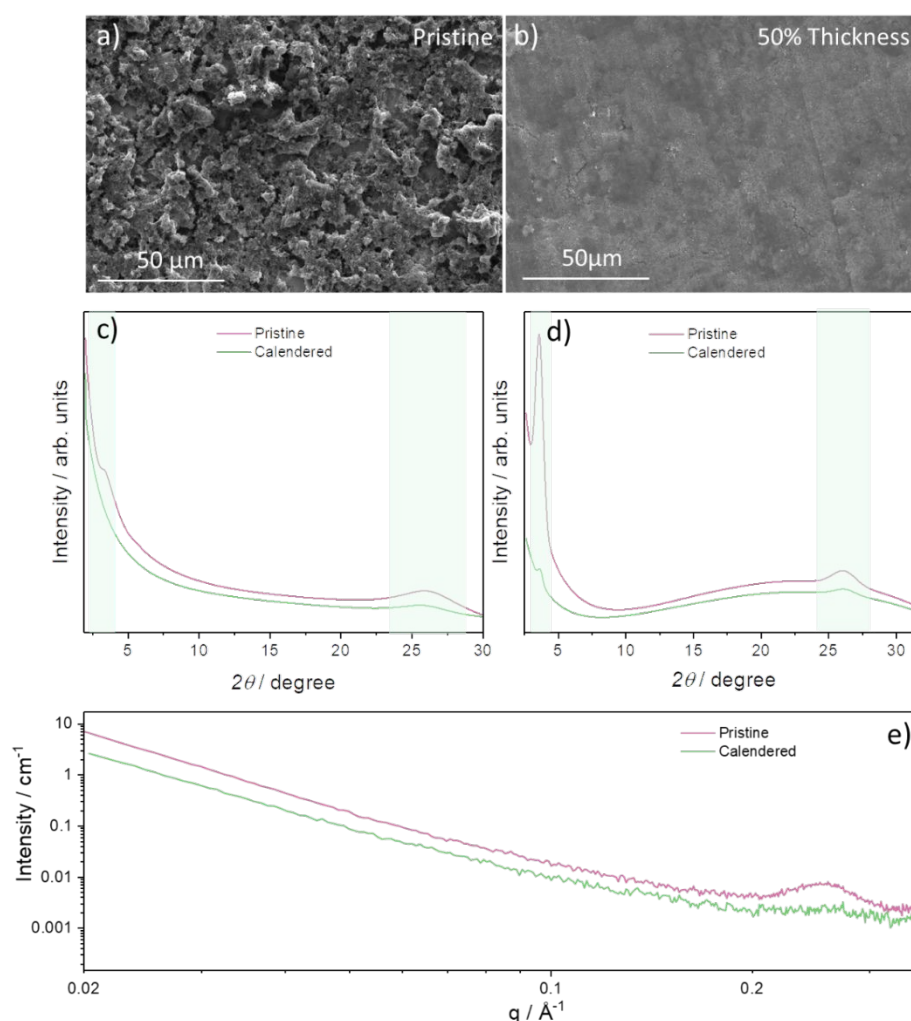 a) Pristine
50 µm
b) 50% Thickness
50µm
c)
Pristine
Calendered
Intensity / arb. units
5 10 15 20 25 30
2θ / degree
d)
Pristine
Calendered
Intensity / arb. units
5 10 15 20 25 30
2θ / degree
e)
Pristine
Calendered
Intensity / cm⁻¹
10
1
0.1
0.01
0.001
0.02 0.1 0.2
q / Å⁻¹